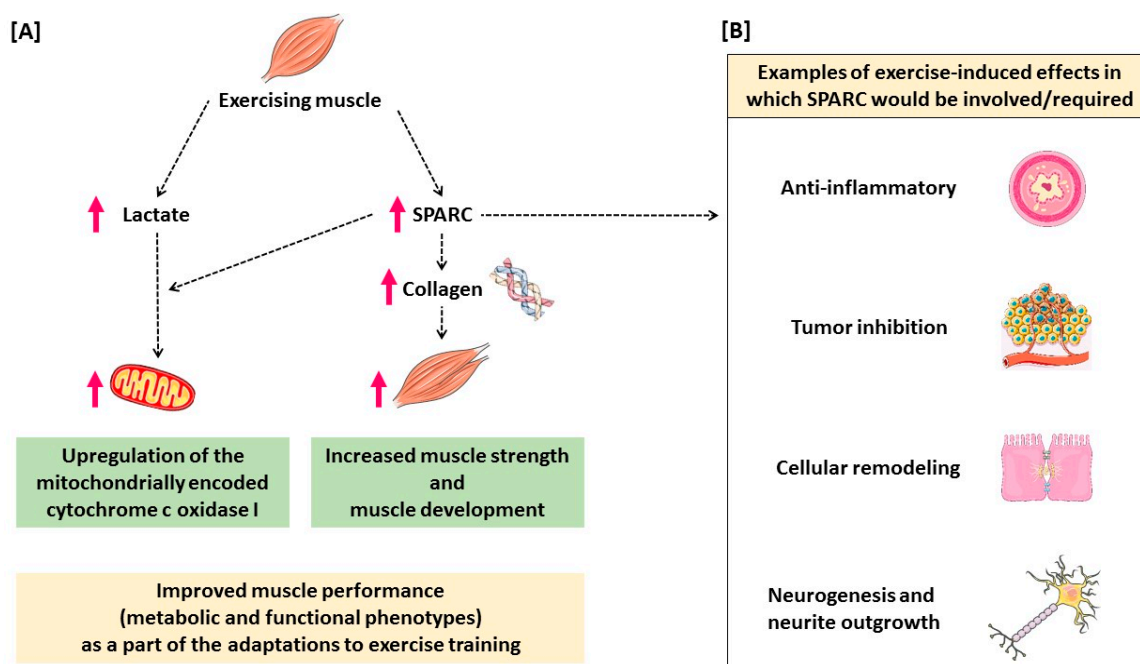 [A]
Exercising muscle
Lactate
SPARC
Collagen
Upregulation of the
mitochondrially encoded
cytochrome c oxidase I
Increased muscle strength
and
muscle development
Improved muscle performance
(metabolic and functional phenotypes)
as a part of the adaptations to exercise training
[B]
Examples of exercise-induced effects in
which SPARC would be involved/required
Anti-inflammatory
Tumor inhibition
Cellular remodeling
Neurogenesis and
neurite outgrowth